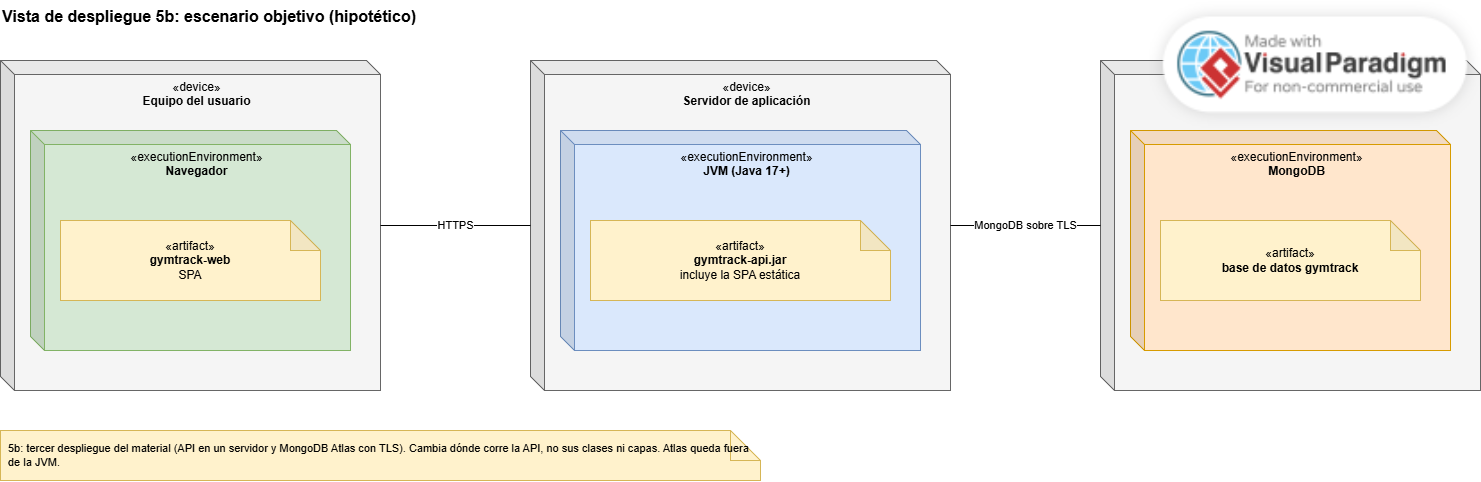 Vista de despliegue 5b: escenario objetivo (hipotético)
Made with
Visual Paradigm
For non-commercial use
«device»
Equipo del usuario
«executionEnvironment»
Navegador
«artifact»
gymtrack-web
SPA
HTTPS
«device»
Servidor de aplicación
«executionEnvironment»
JVM (Java 17+)
«artifact»
gymtrack-api.jar
incluye la SPA estática
MongoDB sobre TLS
«executionEnvironment»
MongoDB
«artifact»
base de datos gymtrack
5b: tercer despliegue del material (API en un servidor y MongoDB Atlas con TLS). Cambia dónde corre la API, no sus clases ni capas. Atlas queda fuera
de la JVM.